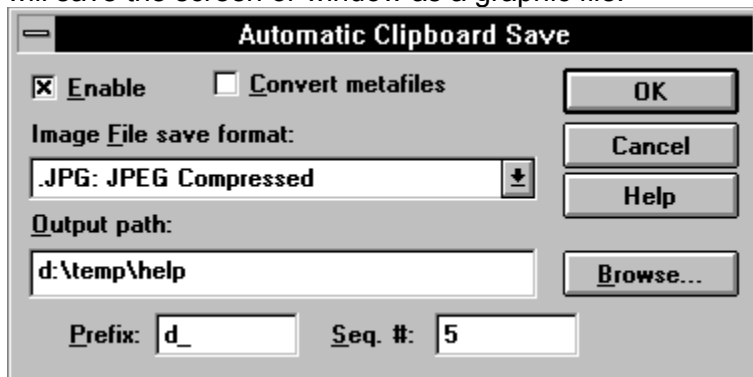 will save the screen or window as a graphic file.
Automatic Clipboard Save
Enable Convert metafiles OK
Image File save format: Cancel
.JPG: JPEG Compressed Help
Output path:
d:\temp\help Browse...
Prefix: d_ Seq. #: 5